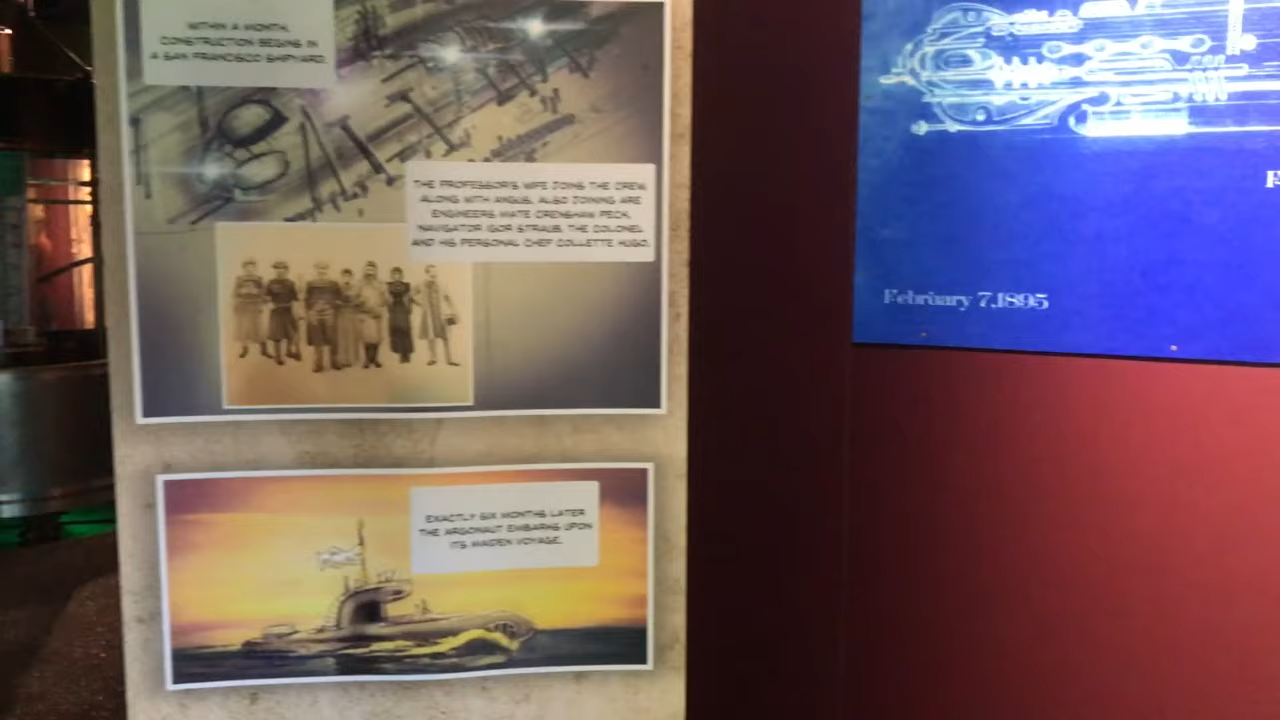 WITHIN A MONTH,
CONSTRUCTION BEGINS IN
A SAN FRANCISCO SHIPYARD.
THE PROFESSOR'S WIFE JOINS THE CREW,
ALONG WITH ANGUS. ALSO JOINING ARE
ENGINEERS MATE CRENSHAW PECK,
NAVIGATOR IGOR STRAUB, THE COLONEL
AND HIS PERSONAL CHEF COLLETTE HUGO.
EXACTLY SIX MONTHS LATER
THE ARGONAUT EMBARKS UPON
ITS MAIDEN VOYAGE.
February 7,1895